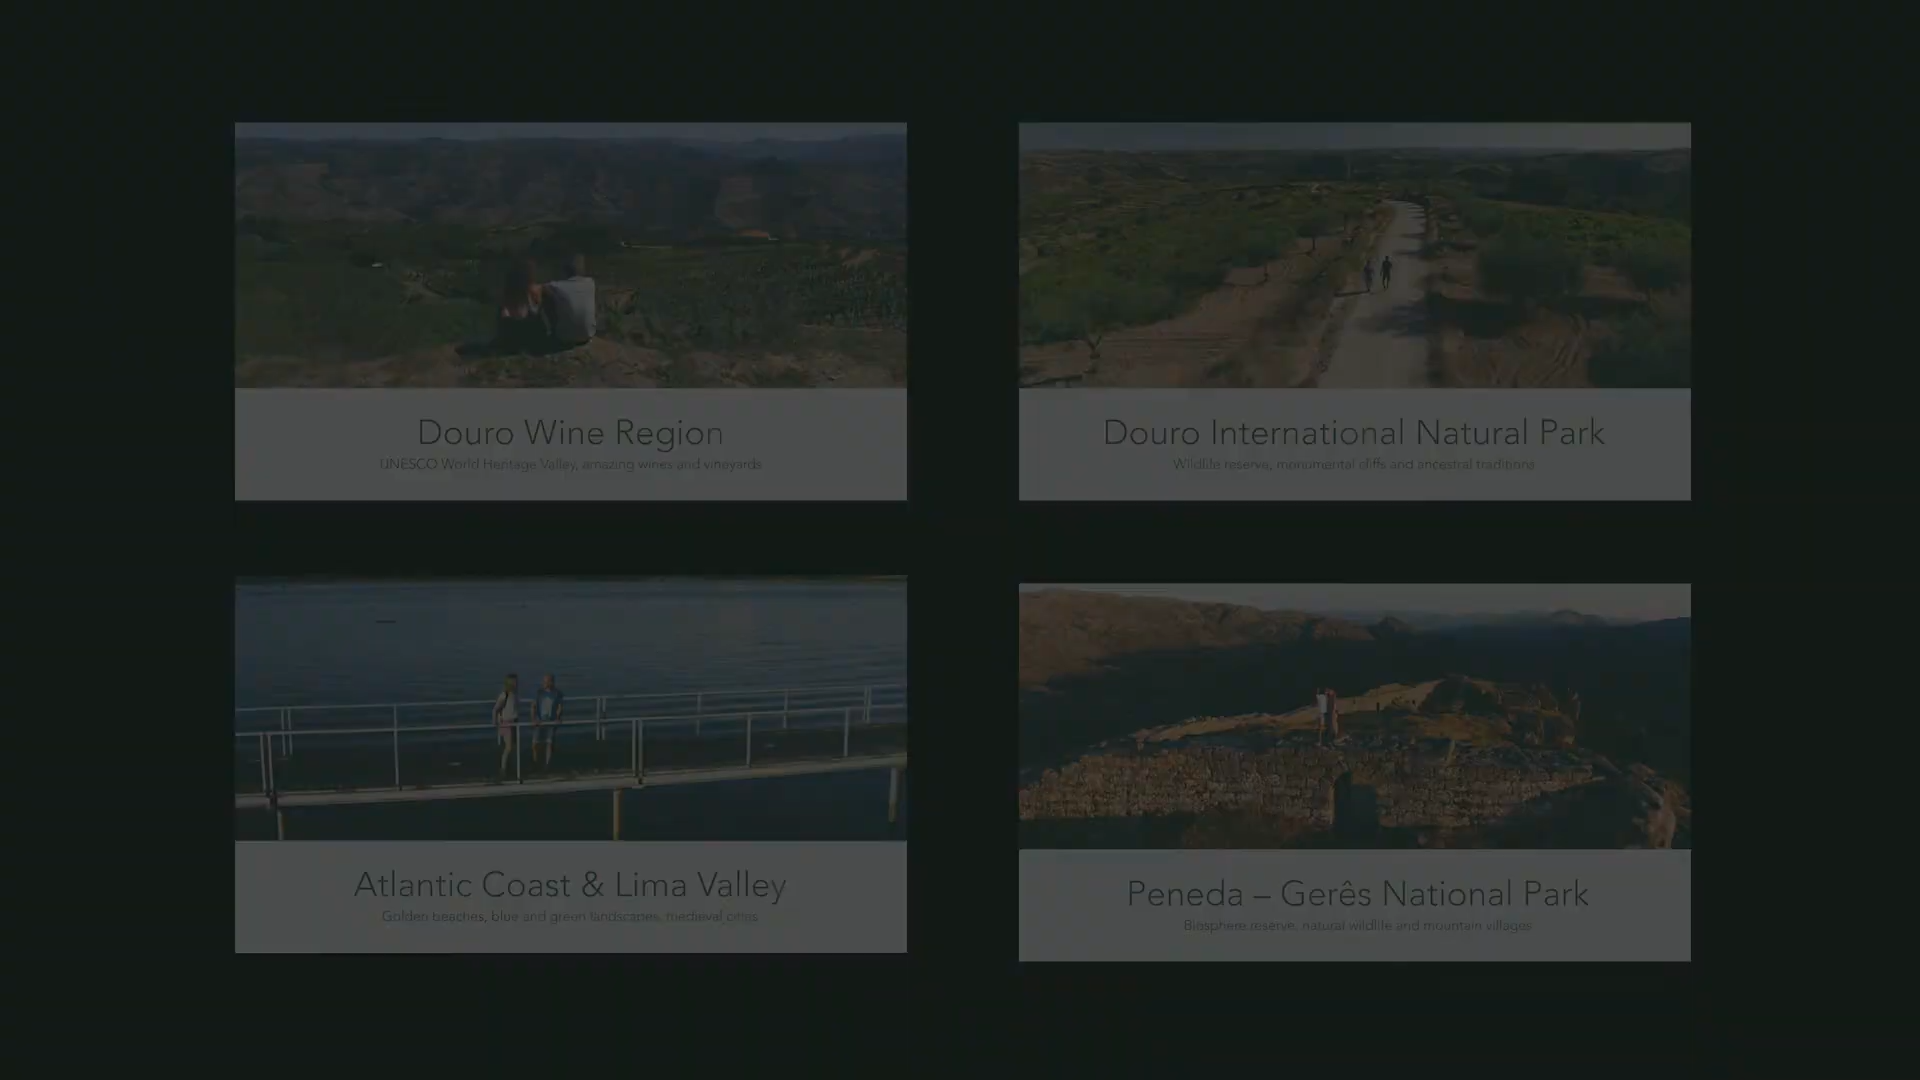 Douro Wine Region
UNESCO World Heritage Valley, amazing wines and vineyards
Douro International Natural Park
Wildlife reserve, monumental cliffs and ancestral traditions
Atlantic Coast & Lima Valley
Golden beaches, blue and green landscapes, medieval cities
Peneda – Gerês National Park
Biosphere reserve, natural wildlife and mountain villages